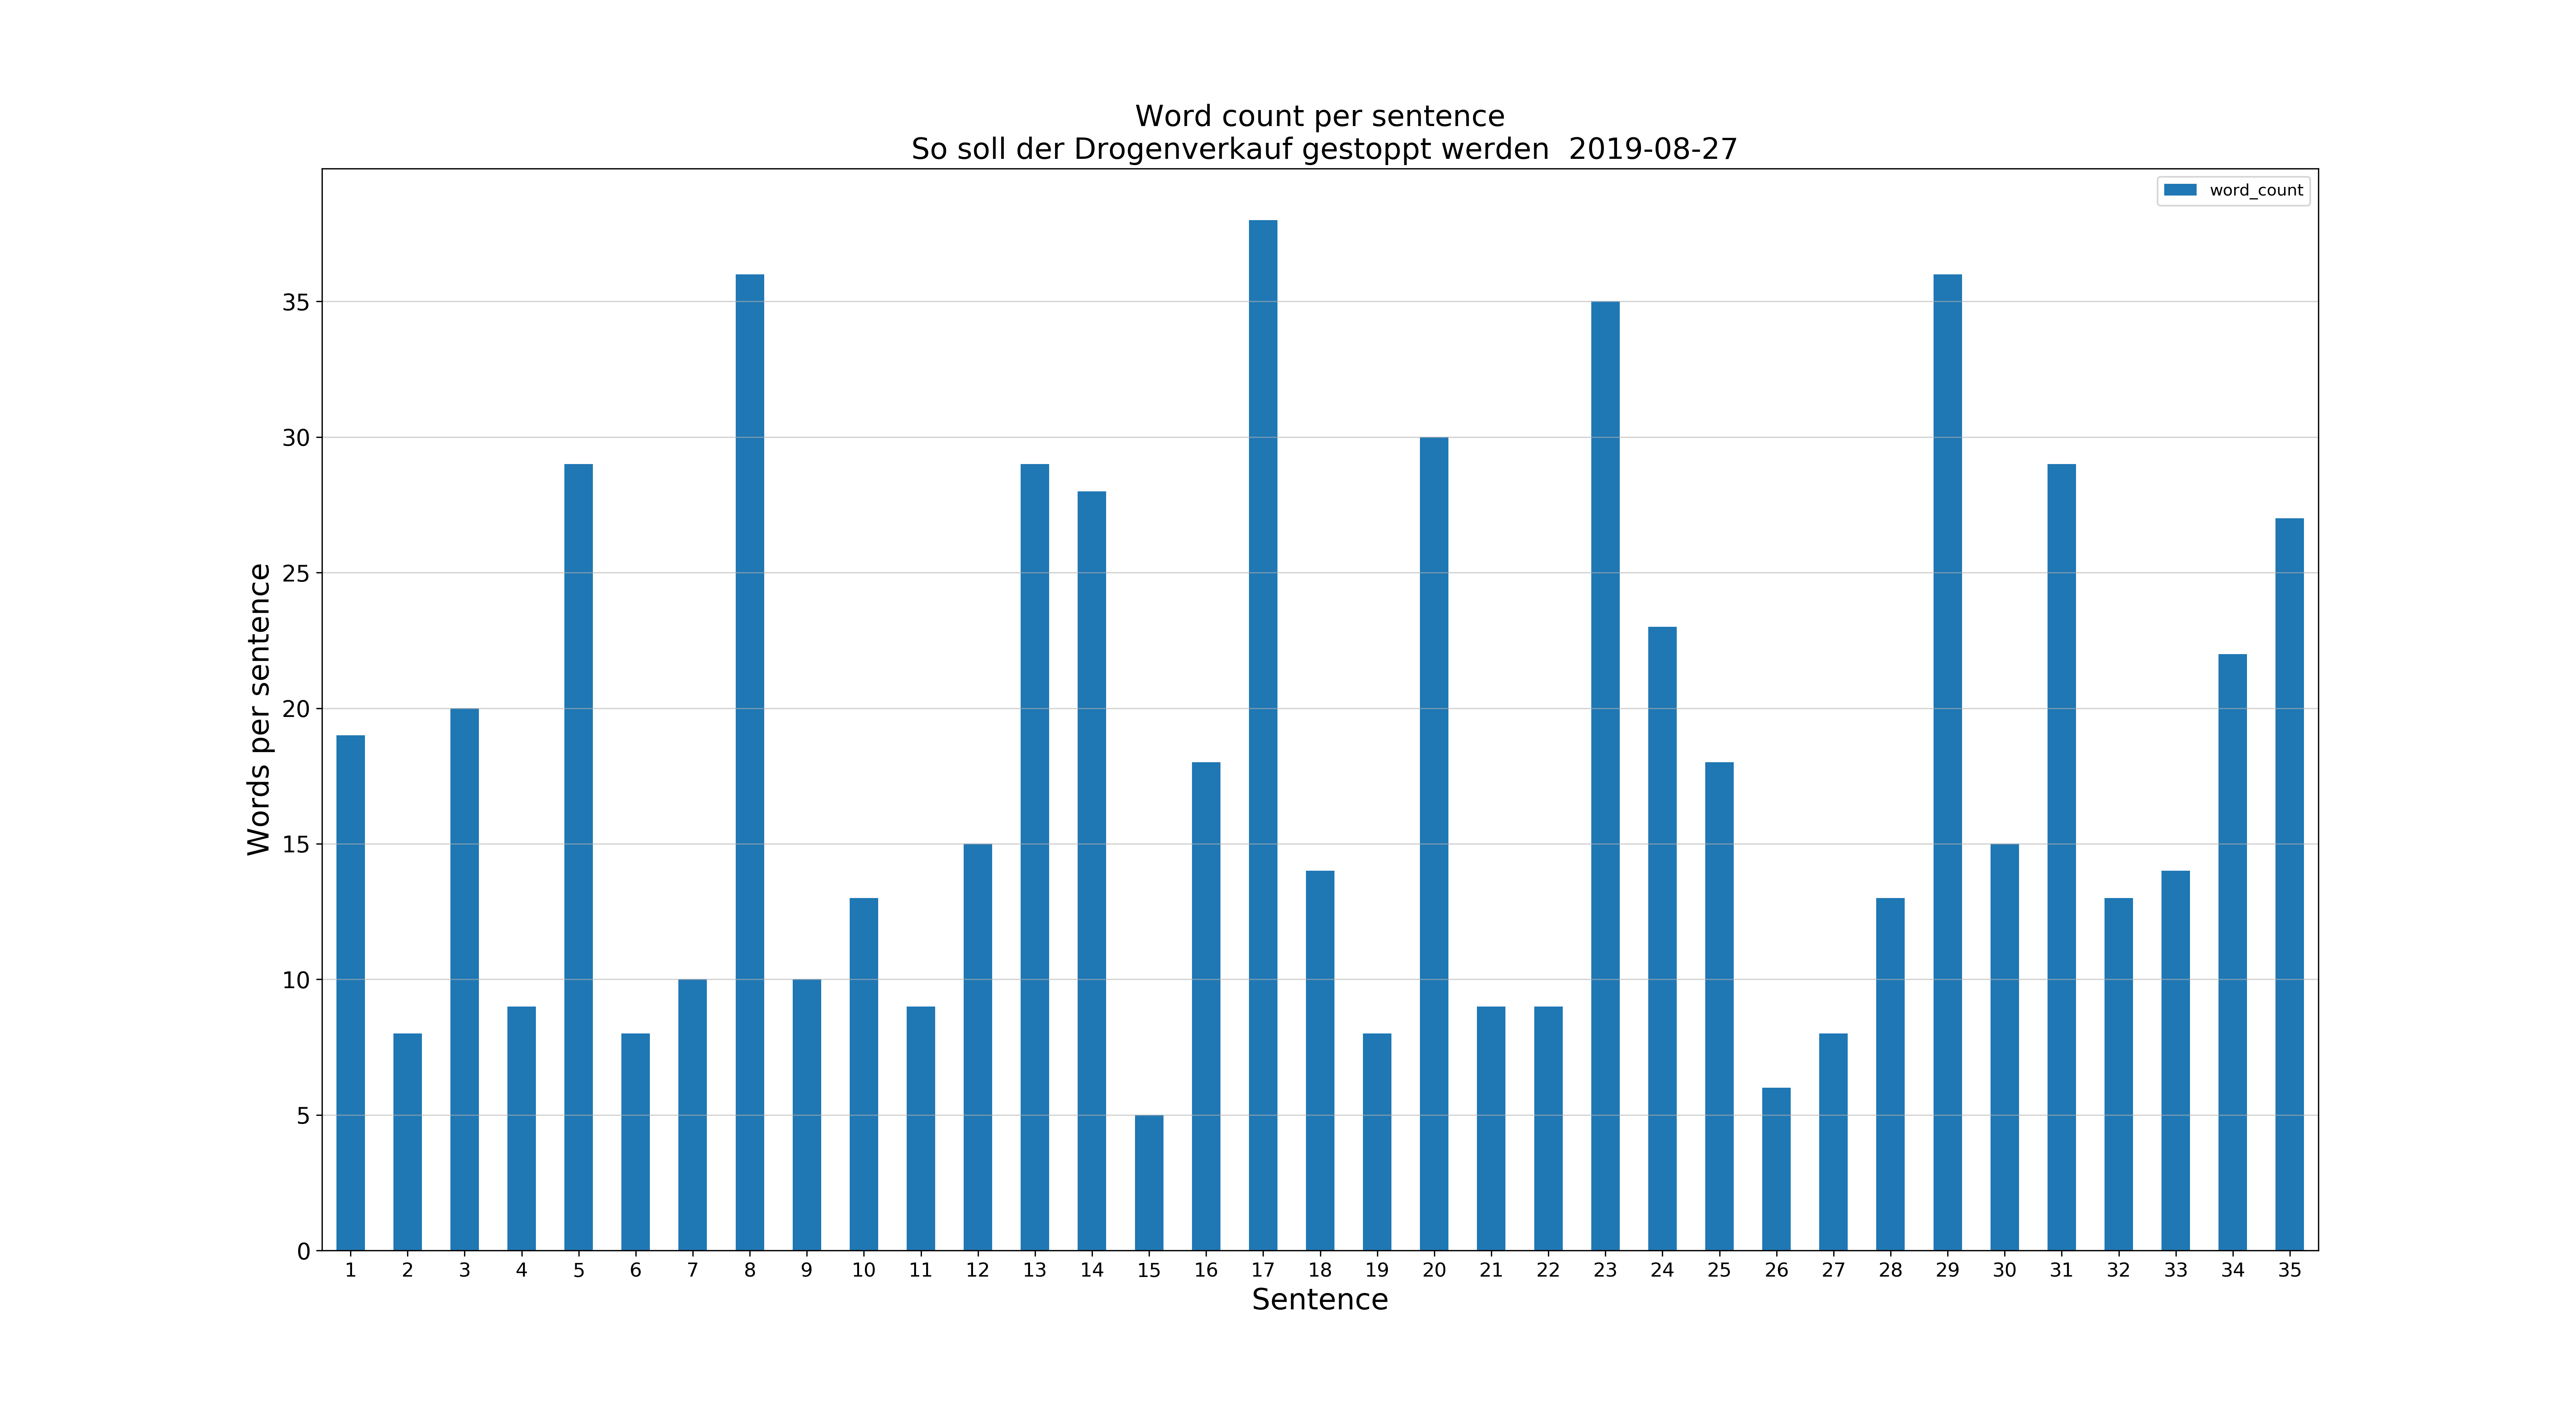 Word count per sentence
So soll der Drogenverkauf gestoppt werden  2019-08-27
word_count
35
30
25
20
15
10
5
0
Words per sentence
1 2 3 4 5 6 7 8 9 10 11 12 13 14 15 16 17 18 19 20 21 22 23 24 25 26 27 28 29 30 31 32 33 34 35
Sentence